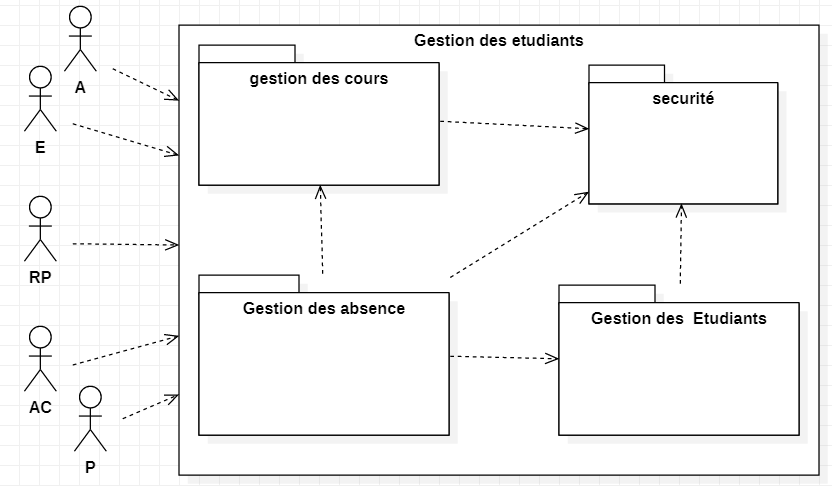 Gestion des etudiants
A
gestion des cours
securité
E
RP
Gestion des absence
Gestion des  Etudiants
AC
P